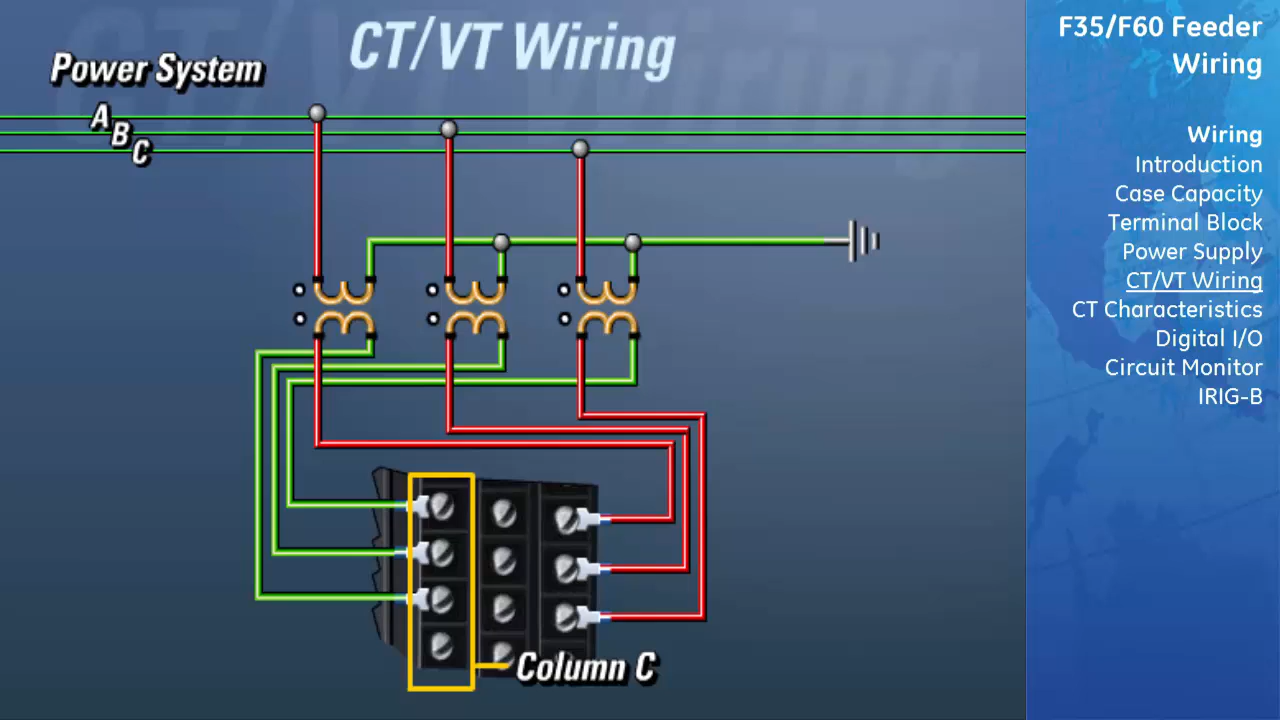 CT/VT Wiring
Power System
A
B
C
Column C
F35/F60 Feeder
Wiring
Wiring
Introduction
Case Capacity
Terminal Block
Power Supply
CT/VT Wiring
CT Characteristics
Digital I/O
Circuit Monitor
IRIG-B